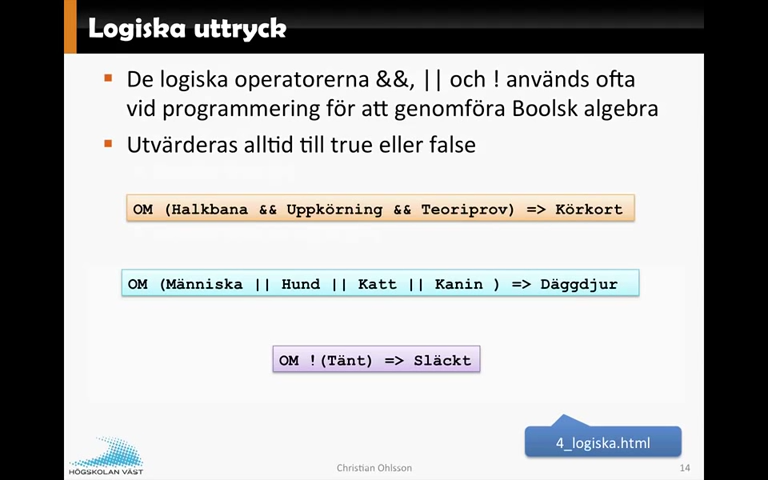 Logiska uttryck
De logiska operatorerna &&, || och ! används ofta
vid programmering för att genomföra Boolsk algebra
Utvärderas alltid till true eller false
OM (Halkbana && Uppkörning && Teoriprov) => Körkort
OM (Människa || Hund || Katt || Kanin ) => Däggdjur
OM !(Tänt) => Släckt
4_logiska.html
HÖGSKOLAN VÄST
Christian Ohlsson
14